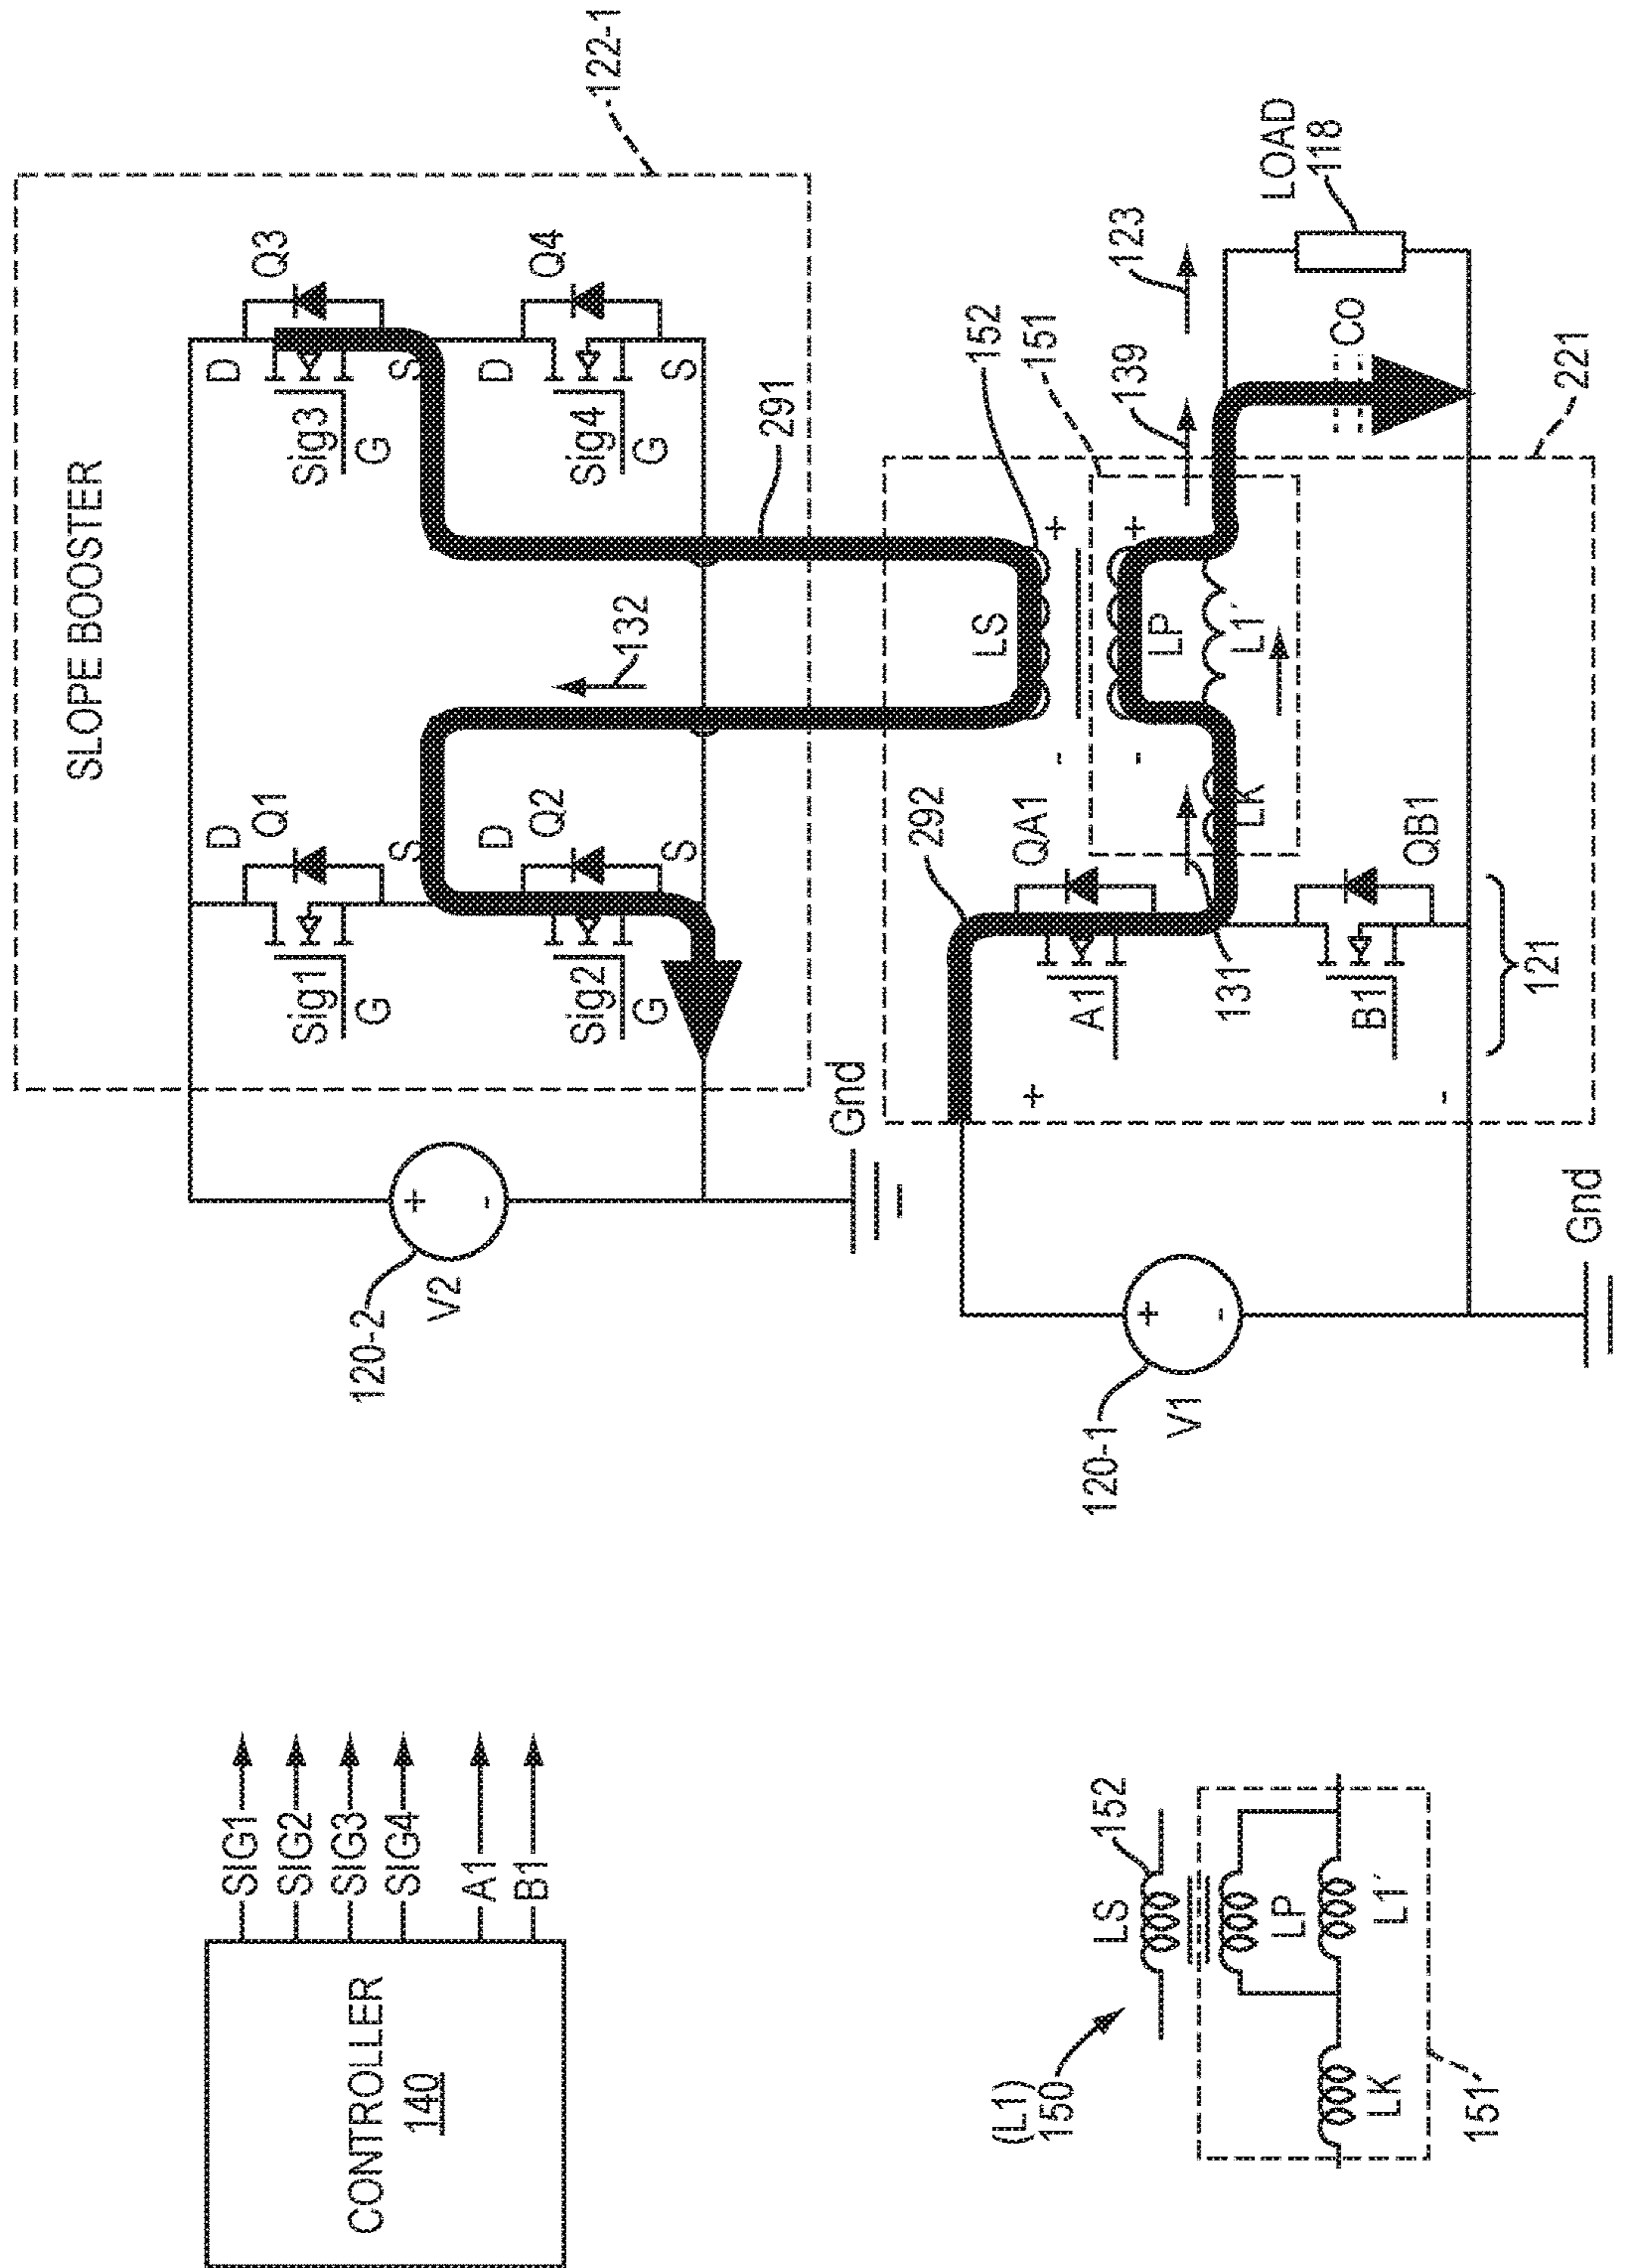 SLOPE BOOSTER
122-1
D
Q1
D
Q3
Sig1
G
S
Sig3
G
S
D
Q2
D
Q4
Sig2
G
S
Sig4
G
S
132
291
120-2
+
-
V2
Gnd
LS
152
151
139
123
292
QA1
-
+
-
+
LP
LK
L1′
A1
131
+
QB1
B1
-
121
120-1
+
-
V1
Gnd
LOAD
118
Co
221
CONTROLLER
140
SIG1
SIG2
SIG3
SIG4
A1
B1
(L1)
150
LS
152
LP
LK
L1′
151